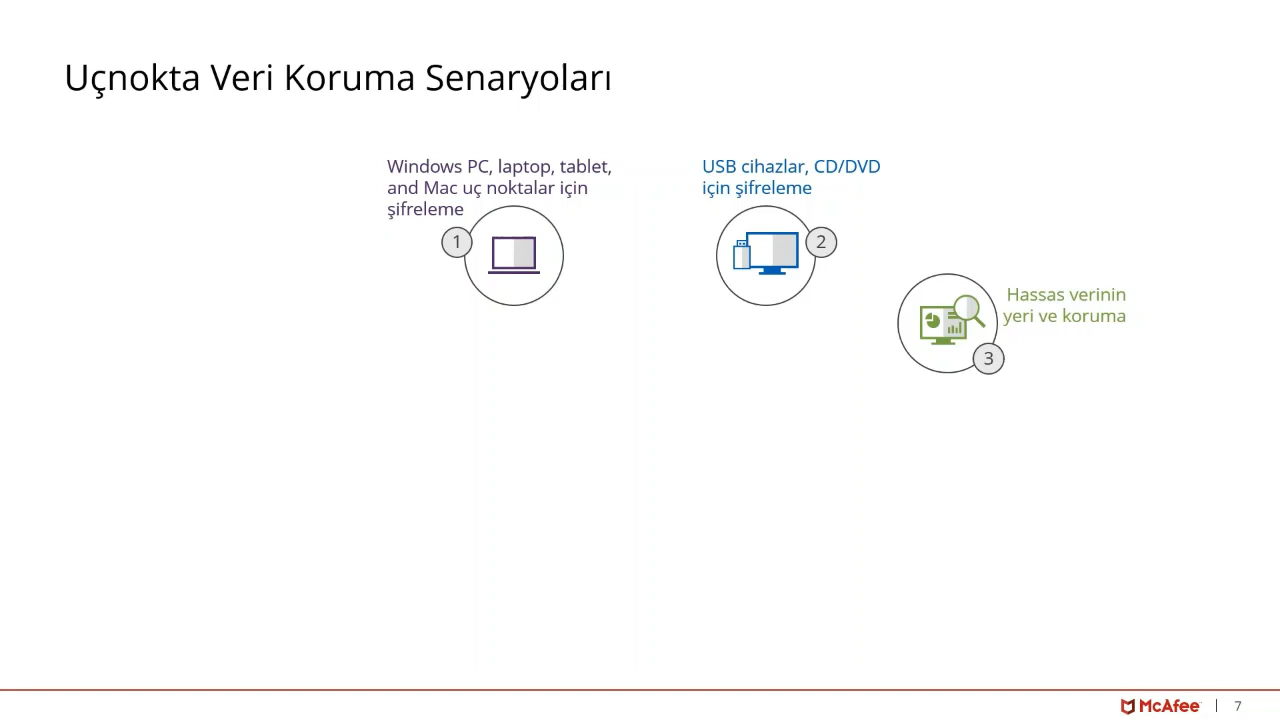 Uçnokta Veri Koruma Senaryoları
Windows PC, laptop, tablet,
and Mac uç noktalar için
şifreleme
1
USB cihazlar, CD/DVD
için şifreleme
2
Hassas verinin
yeri ve koruma
3
McAfee | 7